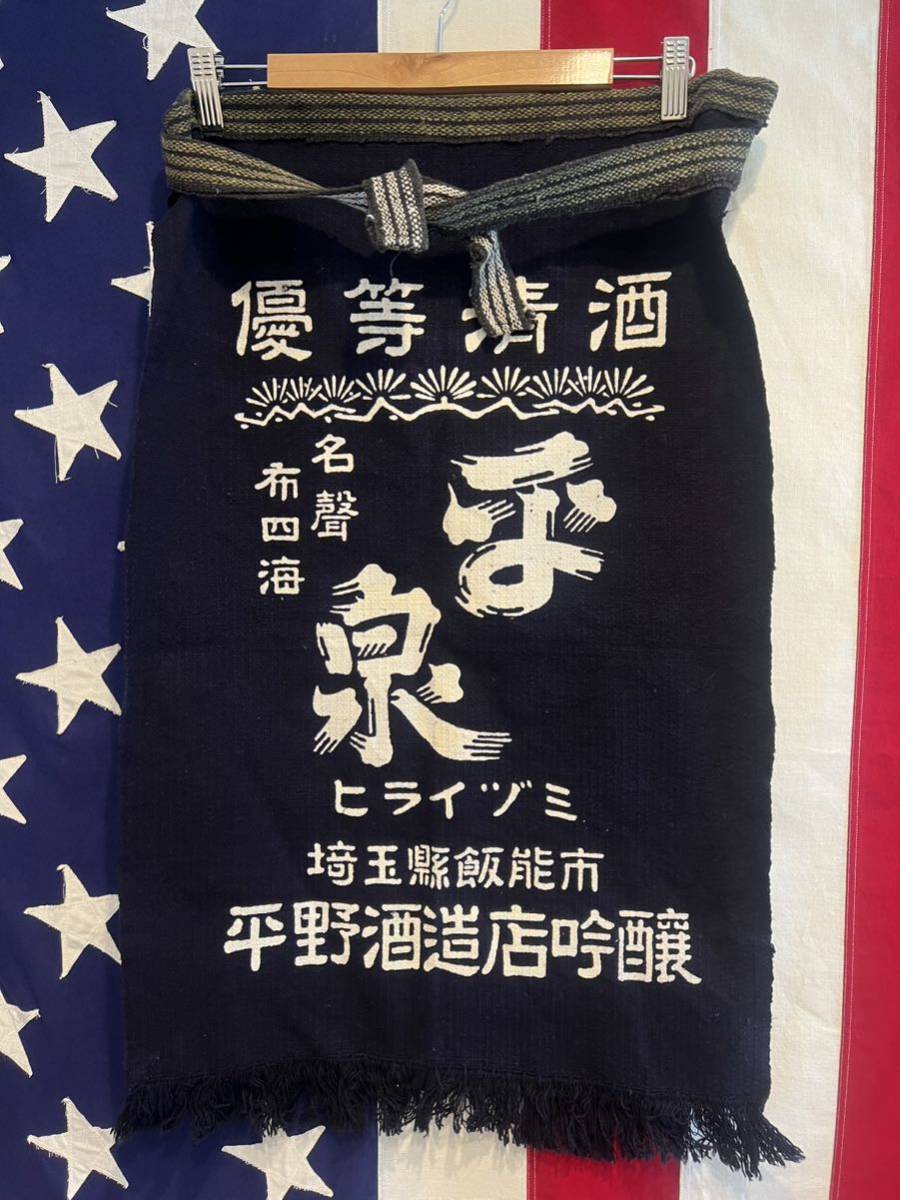 優等清酒
平泉
名聲
布四海
ヒライヅミ
埼玉縣飯能市
平野酒造店吟釀